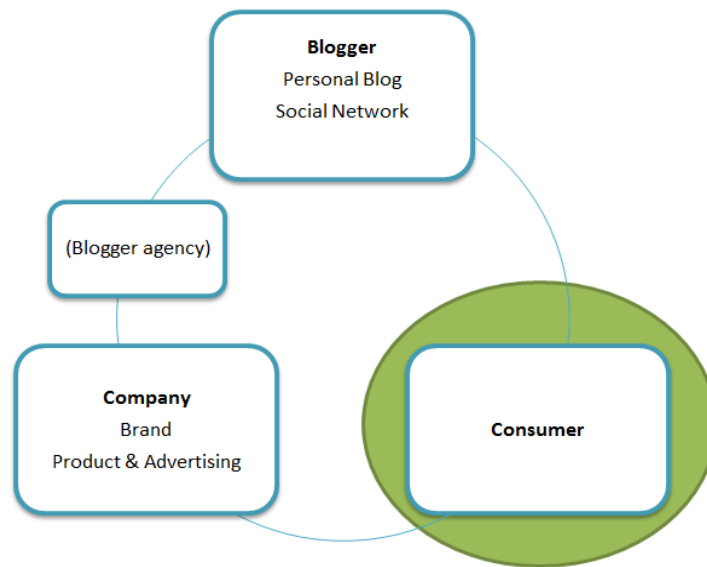 Blogger
Personal Blog
Social Network
(Blogger agency)
Company
Brand
Product & Advertising
Consumer